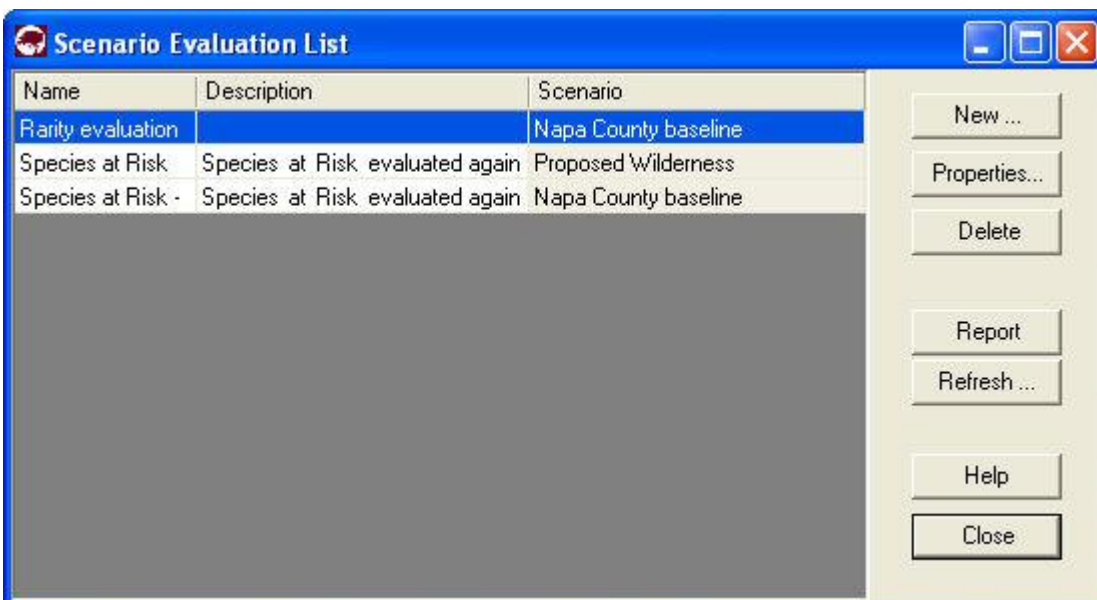 Scenario Evaluation List
Name Description Scenario
Rarity evaluation Napa County baseline
Species at Risk Species at Risk evaluated again Proposed Wilderness
Species at Risk - Species at Risk evaluated again Napa County baseline
New ...
Properties...
Delete
Report
Refresh ...
Help
Close